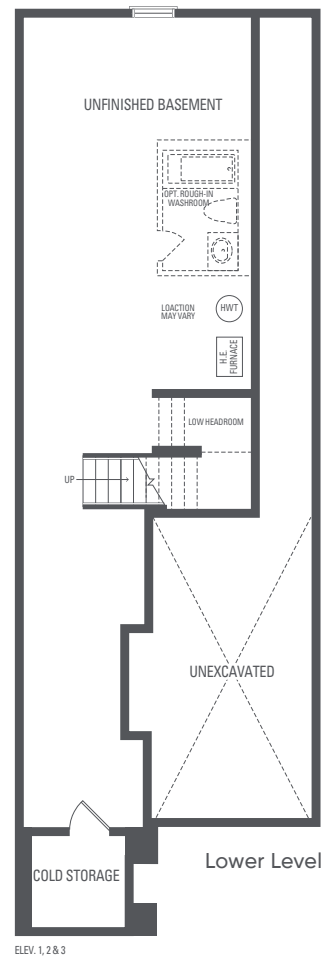 UNFINISHED BASEMENT
OPT. ROUGH-IN
WASHROOM
LOACTION
MAY VARY
HWT
H.E.
FURNACE
LOW HEADROOM
UP
UNEXCAVATED
COLD STORAGE
Lower Level
ELEV. 1, 2 & 3